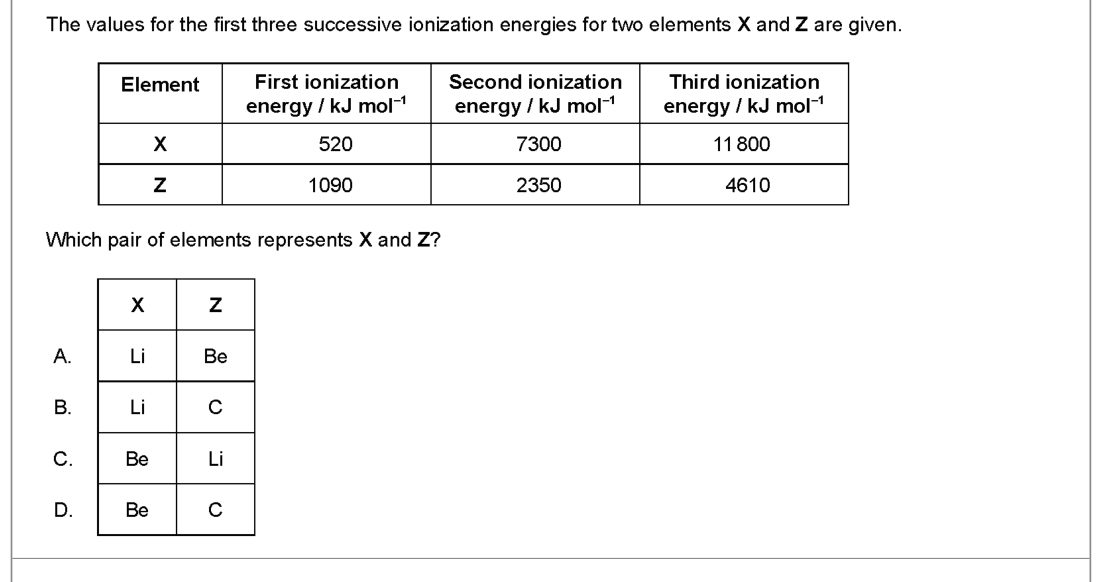 The values for the first three successive ionization energies for two elements X and Z are given.
Element First ionization energy / kJ mol⁻¹ Second ionization energy / kJ mol⁻¹ Third ionization energy / kJ mol⁻¹
X 520 7300 11 800
Z 1090 2350 4610
Which pair of elements represents X and Z?
X Z
A. Li Be
B. Li C
C. Be Li
D. Be C